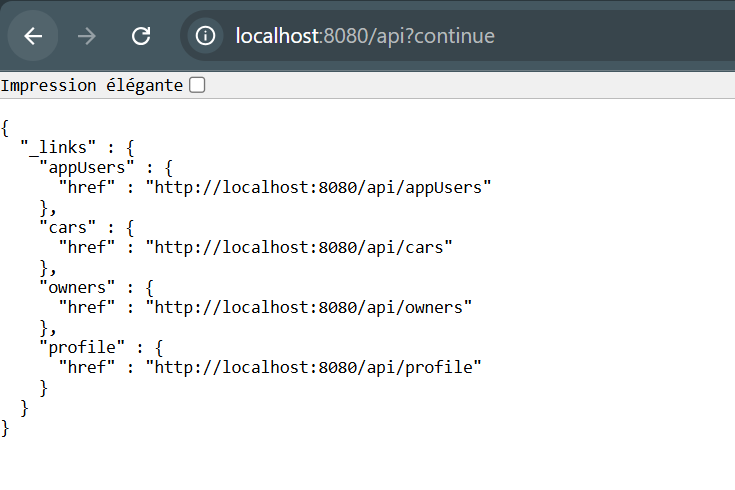 localhost:8080/api?continue
Impression élégante
{
  "_links" : {
    "appUsers" : {
      "href" : "http://localhost:8080/api/appUsers"
    },
    "cars" : {
      "href" : "http://localhost:8080/api/cars"
    },
    "owners" : {
      "href" : "http://localhost:8080/api/owners"
    },
    "profile" : {
      "href" : "http://localhost:8080/api/profile"
    }
  }
}